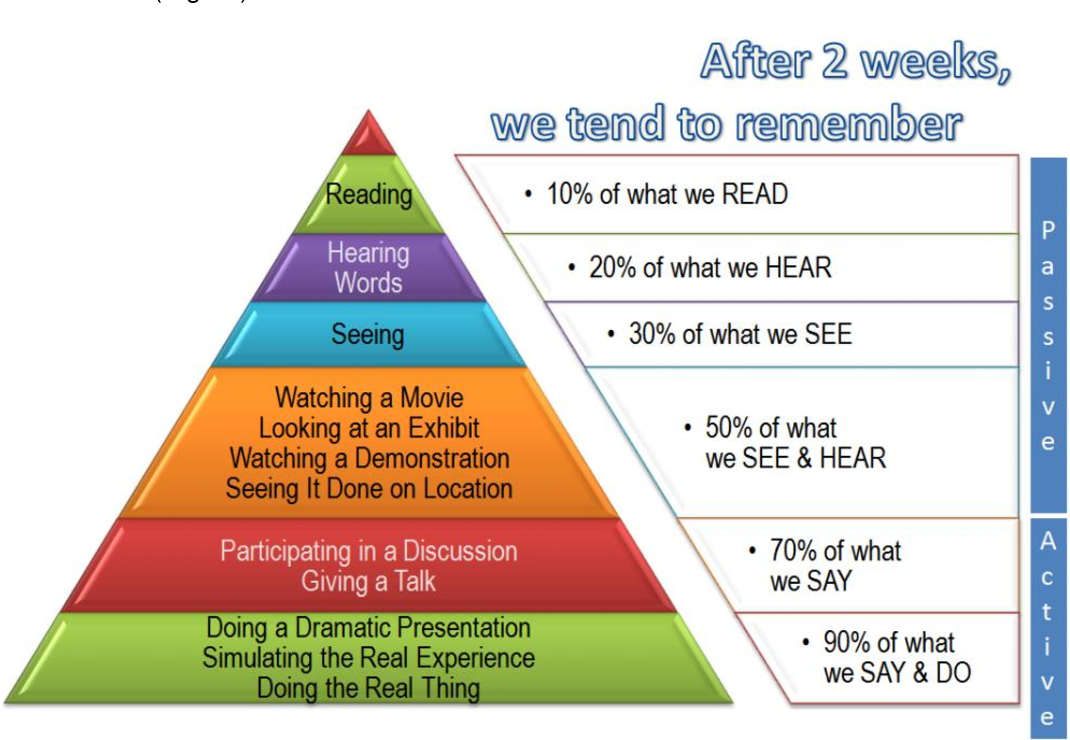 After 2 weeks,
we tend to remember
Reading
• 10% of what we READ
Hearing
Words
• 20% of what we HEAR
Seeing
• 30% of what we SEE
Watching a Movie
Looking at an Exhibit
Watching a Demonstration
Seeing It Done on Location
• 50% of what
we SEE & HEAR
Participating in a Discussion
Giving a Talk
• 70% of what
we SAY
Doing a Dramatic Presentation
Simulating the Real Experience
Doing the Real Thing
• 90% of what
we SAY & DO
Passive
Active